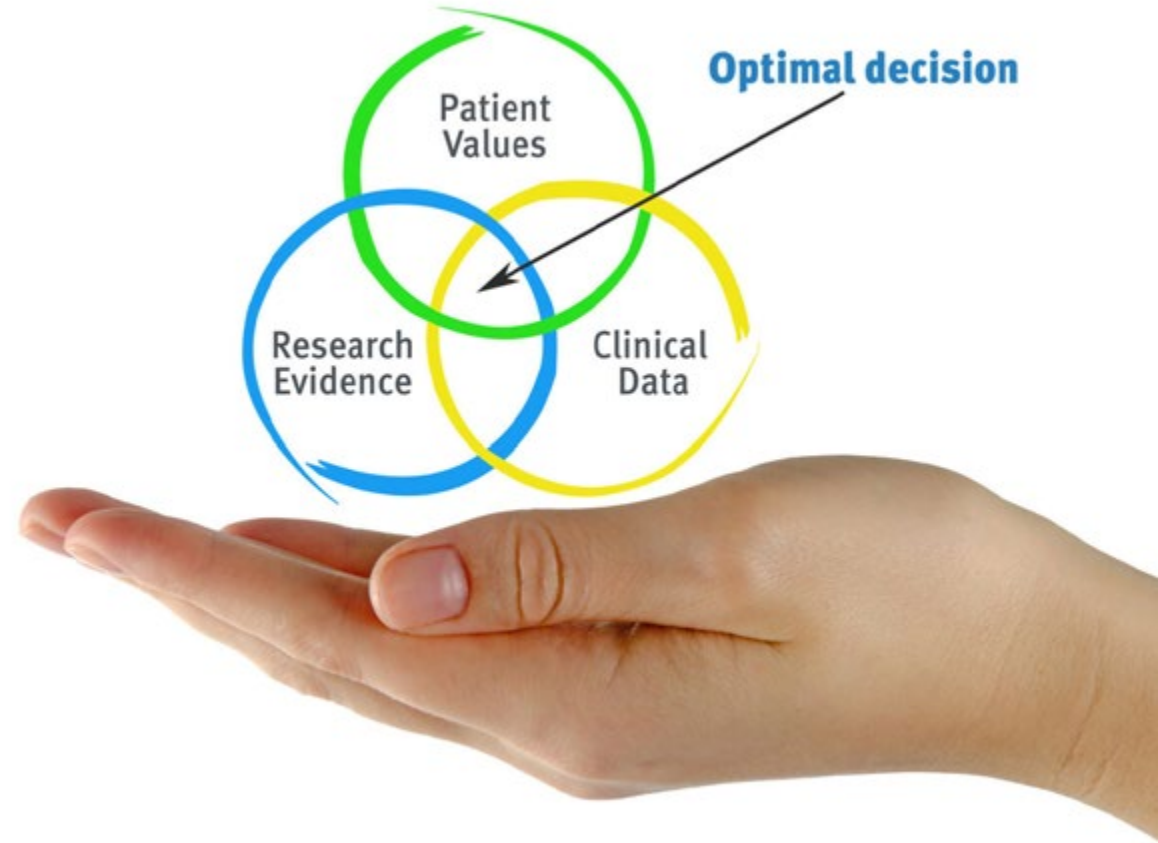 Optimal decision
Patient
Values
Research
Evidence
Clinical
Data